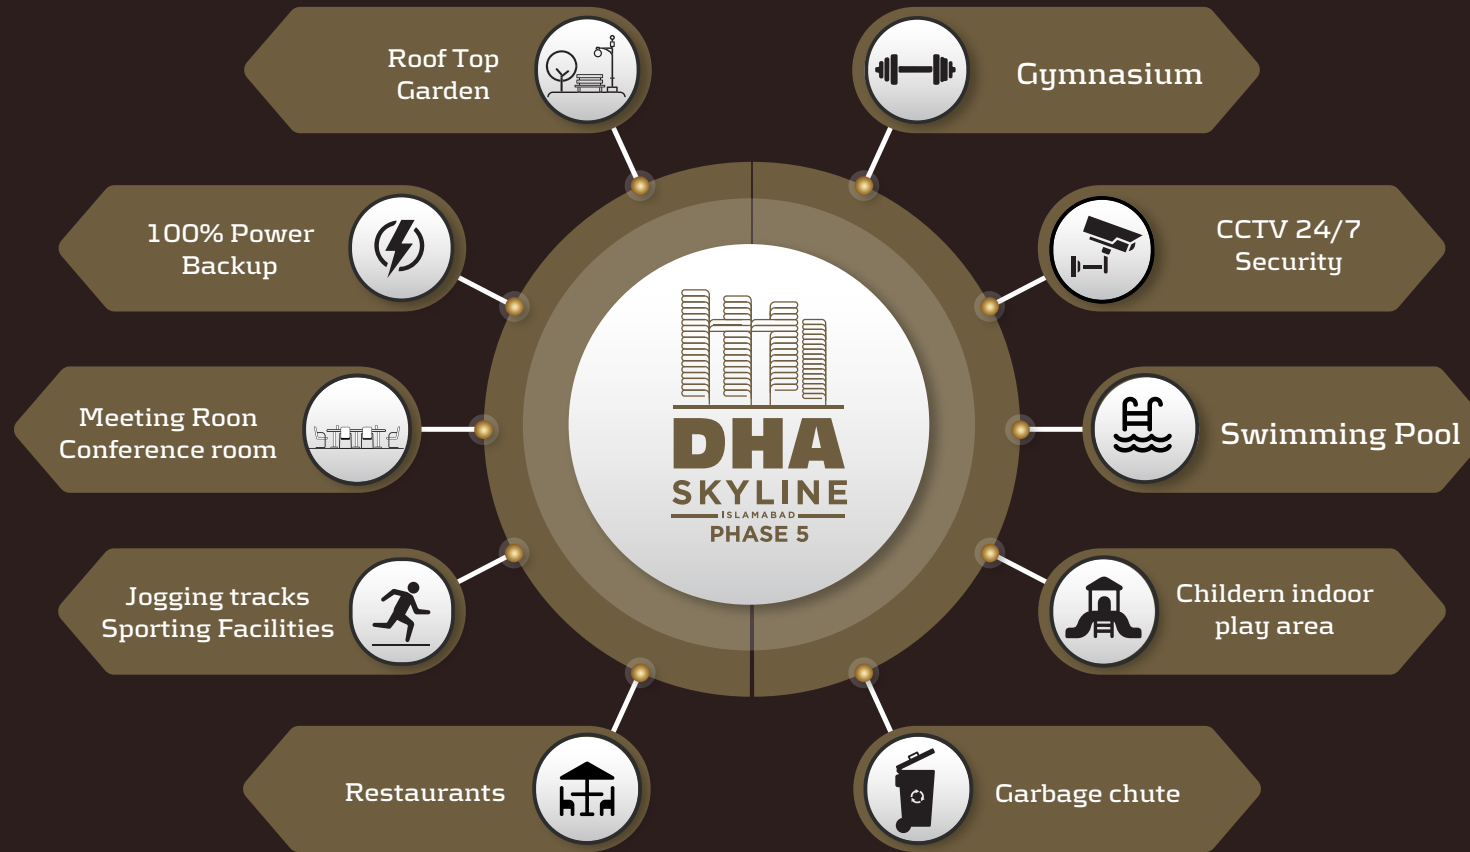 Roof Top
Garden
Gymnasium
100% Power
Backup
CCTV 24/7
Security
Meeting Roon
Conference room
Swimming Pool
DHA
SKYLINE
ISLAMABAD
PHASE 5
Jogging tracks
Sporting Facilities
Childern indoor
play area
Restaurants
Garbage chute